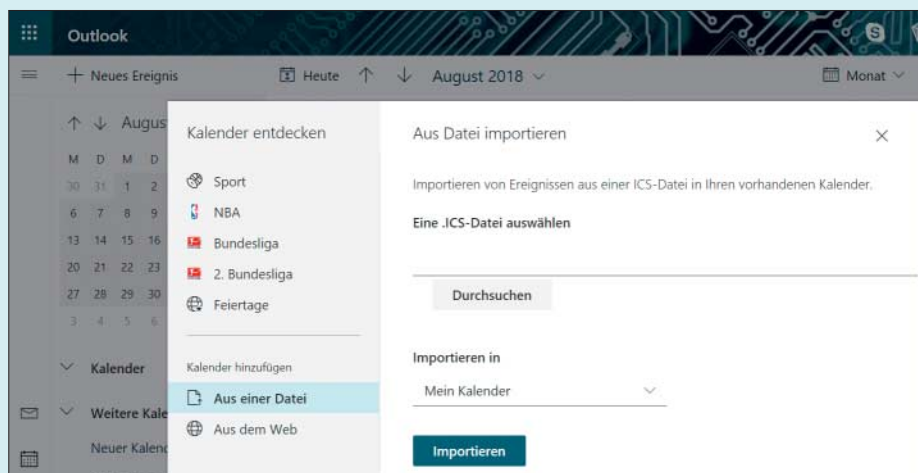 Outlook
Neues Ereignis
Heute
August 2018
Monat
Augus
M D M D
30 31 1 2
6 7 8 9
13 14 15 16
20 21 22 23
27 28 29 30
3 4 5 6
Kalender
Weitere Kale
Neuer Kalend
Kalender entdecken
Sport
NBA
Bundesliga
2. Bundesliga
Feiertage
Kalender hinzufügen
Aus einer Datei
Aus dem Web
Aus Datei importieren
Importieren von Ereignissen aus einer ICS-Datei in Ihren vorhandenen Kalender.
Eine .ICS-Datei auswählen
Durchsuchen
Importieren in
Mein Kalender
Importieren